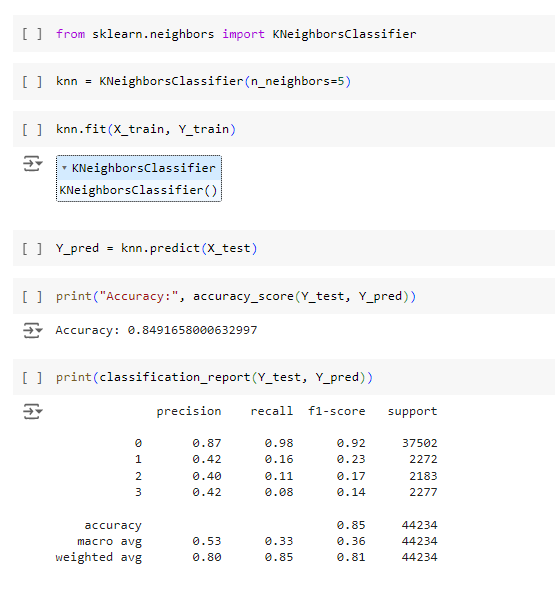 [ ] from sklearn.neighbors import KNeighborsClassifier
[ ] knn = KNeighborsClassifier(n_neighbors=5)
[ ] knn.fit(X_train, Y_train)
KNeighborsClassifier
KNeighborsClassifier()
[ ] Y_pred = knn.predict(X_test)
[ ] print("Accuracy:", accuracy_score(Y_test, Y_pred))
Accuracy: 0.8491658000632997
[ ] print(classification_report(Y_test, Y_pred))
precision recall f1-score support
0 0.87 0.98 0.92 37502
1 0.42 0.16 0.23 2272
2 0.40 0.11 0.17 2183
3 0.42 0.08 0.14 2277
accuracy 0.85 44234
macro avg 0.53 0.33 0.36 44234
weighted avg 0.80 0.85 0.81 44234